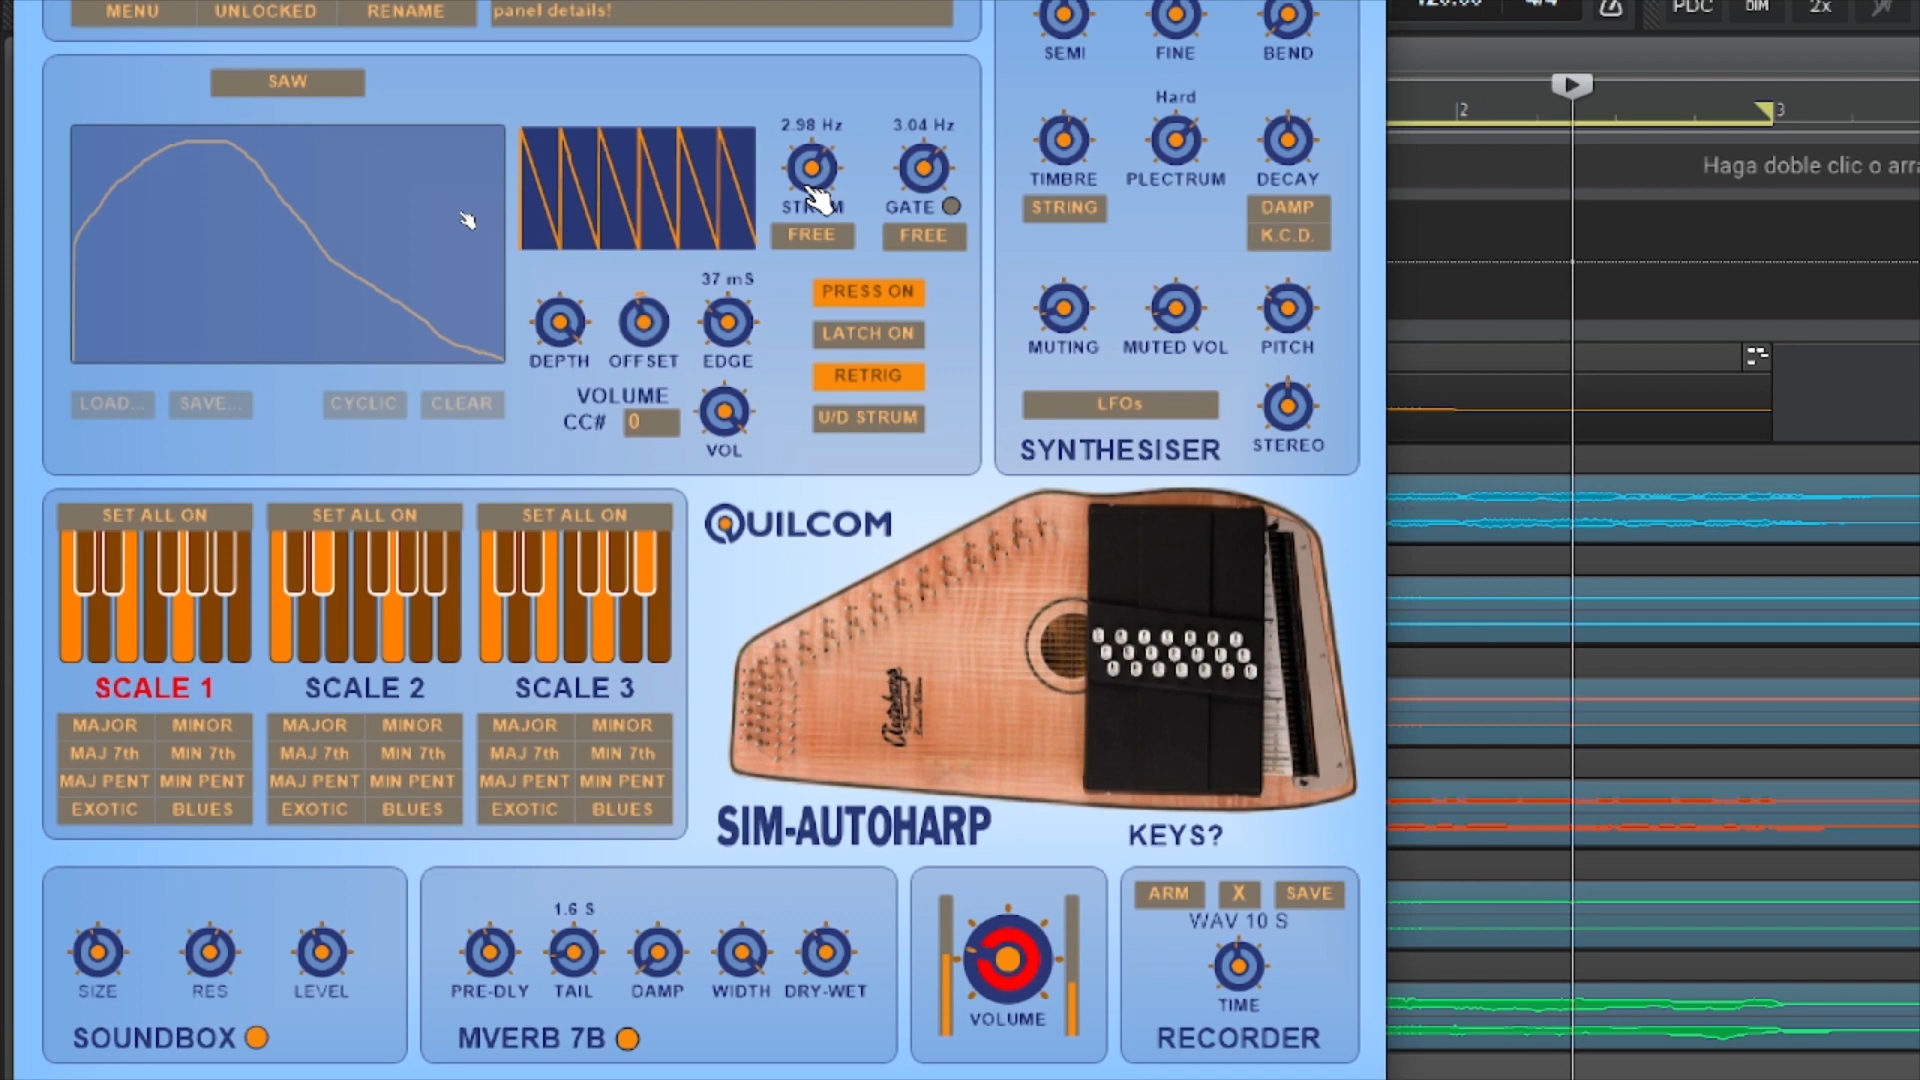 MENU UNLOCKED RENAME panel details!
PDC DIM 2x
SEMI FINE BEND
SAW
2 3
Hard
2.98 Hz 3.04 Hz
Haga doble clic o arra
TIMBRE PLECTRUM DECAY
STRUM GATE
STRING DAMP
FREE FREE K.C.D.
37 mS
PRESS ON
LATCH ON
MUTING MUTED VOL PITCH
DEPTH OFFSET EDGE
RETRIG
VOLUME
LOAD... SAVE... CYCLIC CLEAR
LFOs
CC# 0
U/D STRUM
VOL
SYNTHESISER STEREO
SET ALL ON SET ALL ON SET ALL ON
QUILCOM
SCALE 1 SCALE 2 SCALE 3
MAJOR MINOR MAJOR MINOR MAJOR MINOR
MAJ 7th MIN 7th MAJ 7th MIN 7th MAJ 7th MIN 7th
MAJ PENT MIN PENT MAJ PENT MIN PENT MAJ PENT MIN PENT
EXOTIC BLUES EXOTIC BLUES EXOTIC BLUES
Autoharp
SIM-AUTOHARP KEYS?
ARM X SAVE
1.6 S
WAV 10 S
SIZE RES LEVEL
PRE-DLY TAIL DAMP WIDTH DRY-WET
TIME
VOLUME
SOUNDBOX MVERB 7B RECORDER